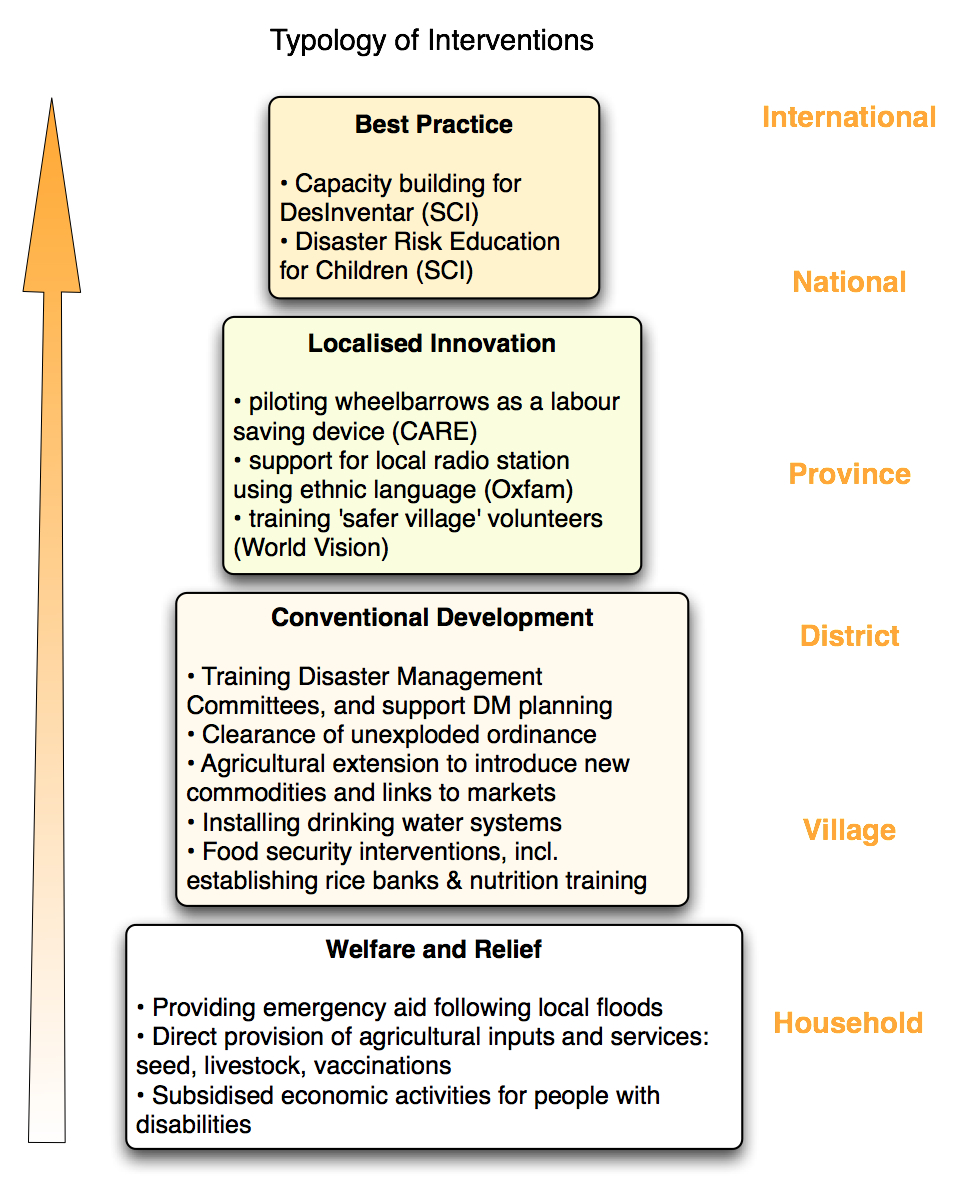 Typology of Interventions
International
Best Practice
• Capacity building for
DesInventar (SCI)
• Disaster Risk Education
for Children (SCI)
National
Localised Innovation
• piloting wheelbarrows as a labour
saving device (CARE)
• support for local radio station
using ethnic language (Oxfam)
• training 'safer village' volunteers
(World Vision)
Province
Conventional Development
• Training Disaster Management
Committees, and support DM planning
• Clearance of unexploded ordinance
• Agricultural extension to introduce new
commodities and links to markets
• Installing drinking water systems
• Food security interventions, incl.
establishing rice banks & nutrition training
District
Village
Welfare and Relief
• Providing emergency aid following local floods
• Direct provision of agricultural inputs and services:
seed, livestock, vaccinations
• Subsidised economic activities for people with
disabilities
Household